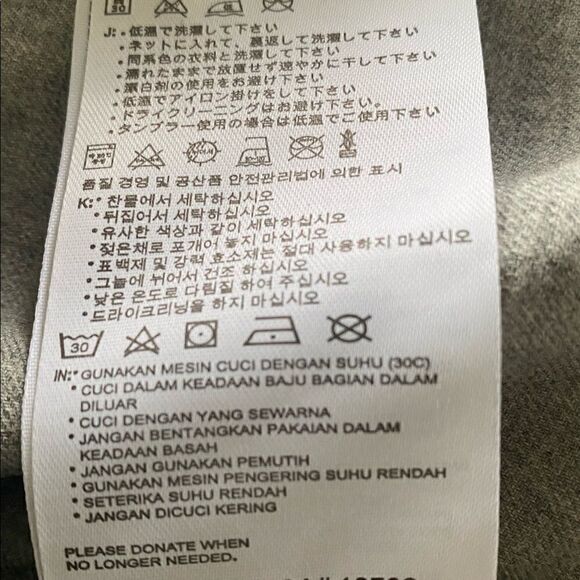 30
J: • 低温で洗濯して下さい
• ネットに入れて、裏返して洗濯して下さい
• 同系色の衣料と洗濯して下さい
• 濡れたままで放置せず速やかに干して下さい
• 漂白剤の使用をお避け下さい
• 低温でアイロン掛けをして下さい
• ドライクリーニングはお避け下さい。
• タンブラー使用の場合は低温でご使用下さい
품질 경영 및 공산품 안전관리법에 의한 표시
K: • 찬물에서 세탁하십시오
• 뒤집어서 세탁하십시오
• 유사한 색상과 같이 세탁하십시오
• 젖은채로 포개어 놓지 마십시오
• 표백제 및 강력 효소제는 절대 사용하지 마십시오
• 그늘에 뉘어서 건조 하십시오
• 낮은 온도로 다림질 하여 주십시오
• 드라이크리닝을 하지 마십시오
30
IN: • GUNAKAN MESIN CUCI DENGAN SUHU (30C)
• CUCI DALAM KEADAAN BAJU BAGIAN DALAM
DILUAR
• CUCI DENGAN YANG SEWARNA
• JANGAN BENTANGKAN PAKAIAN DALAM
KEADAAN BASAH
• JANGAN GUNAKAN PEMUTIH
• GUNAKAN MESIN PENGERING SUHU RENDAH
• SETERIKA SUHU RENDAH
• JANGAN DICUCI KERING
PLEASE DONATE WHEN
NO LONGER NEEDED.